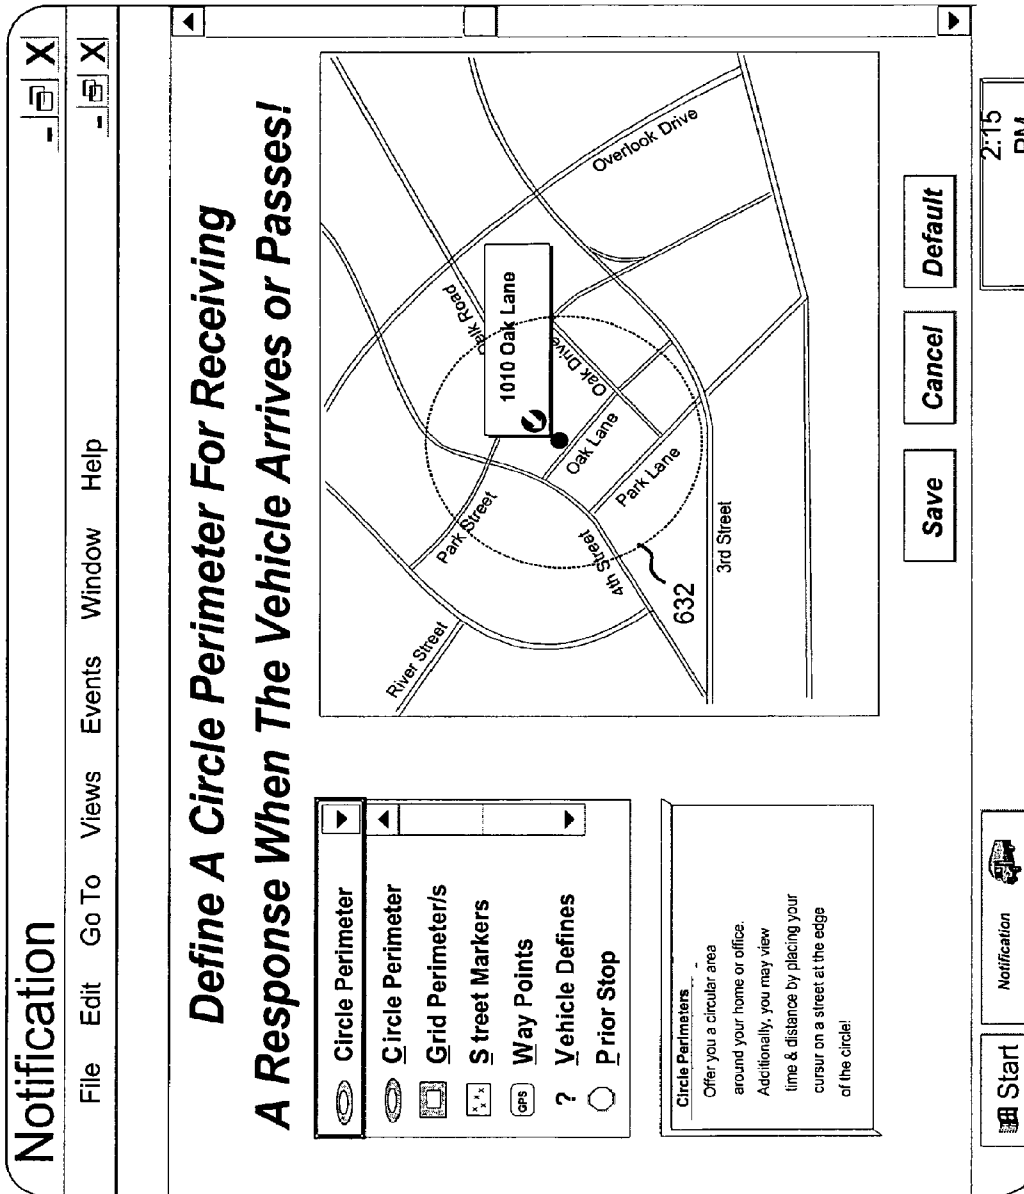 Notification
File Edit Go To Views Events Window Help
Define A Circle Perimeter For Receiving
A Response When The Vehicle Arrives or Passes!
Circle Perimeter
Circle Perimeter
Grid Perimeter/s
Street Markers
GPS Way Points
? Vehicle Defines
Prior Stop
Circle Perimeters
Offer you a circular area
around your home or office.
Additionally, you may view
time & distance by placing your
cursur on a street at the edge
of the circle!
River Street
Park Street
4th Street
632
3rd Street
Park Lane
Oak Lane
Oak Drive
1010 Oak Lane
Road
Overlook Drive
Save
Cancel
Default
Start
Notification
2:15
PM